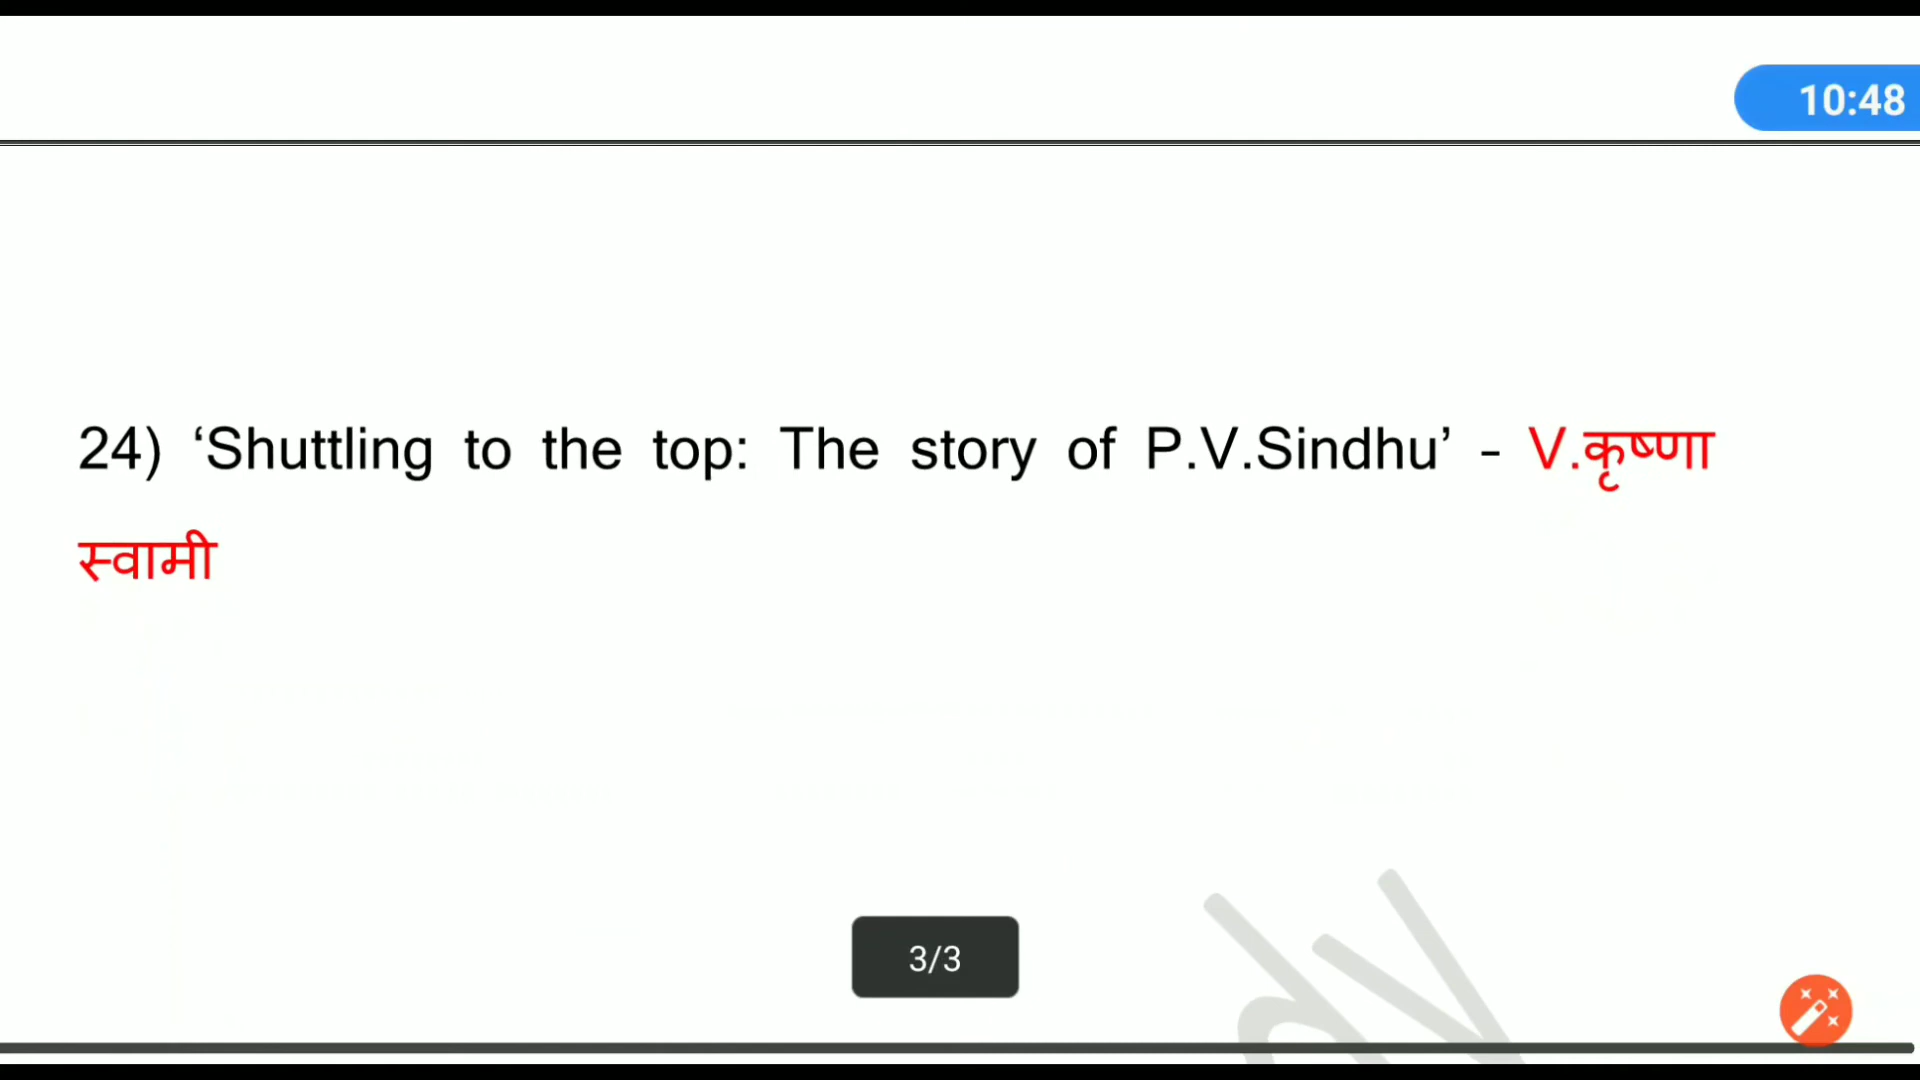 10:48
24) ‘Shuttling to the top: The story of P.V.Sindhu’ - V.कृष्णा
स्वामी
3/3